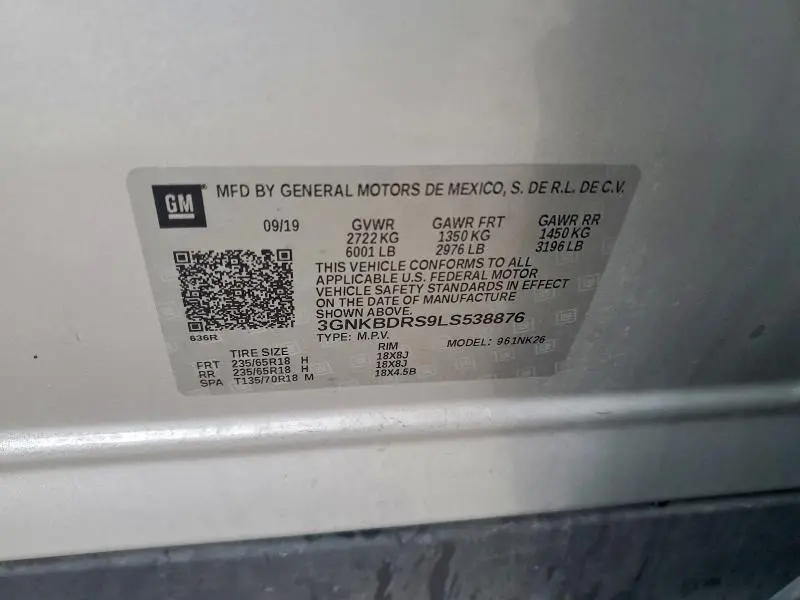 GM ® MFD BY GENERAL MOTORS DE MEXICO, S. DE R.L. DE C.V.
09/19 GVWR GAWR FRT GAWR RR
2722 KG 1350 KG 1450 KG
6001 LB 2976 LB 3196 LB
THIS VEHICLE CONFORMS TO ALL
APPLICABLE U.S. FEDERAL MOTOR
VEHICLE SAFETY STANDARDS IN EFFECT
ON THE DATE OF MANUFACTURE
SHOWN ABOVE.
3GNKBDRS9LS538876
636R TYPE: M.P.V. MODEL: 961NK26
TIRE SIZE RIM
FRT 235/65R18 H 18X8J
RR 235/65R18 H 18X8J
SPA T135/70R18 M 18X4.5B